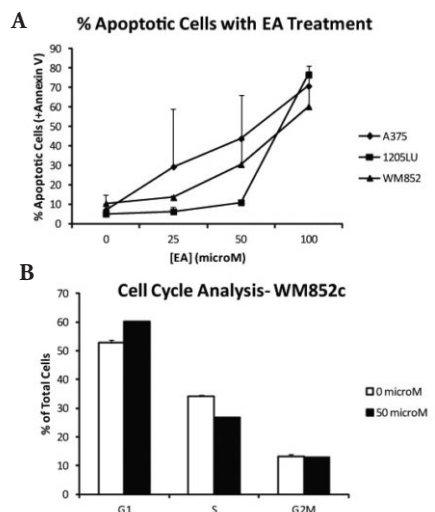 A
% Apoptotic Cells with EA Treatment
% Apoptotic Cells (+Annexin V)
80
70
60
50
40
30
20
10
0
0 25 50 100
[EA] (microM)
A375
1205LU
WM852
B
Cell Cycle Analysis- WM852c
% of Total Cells
70
60
50
40
30
20
10
0
G1 S G2M
0 microM
50 microM